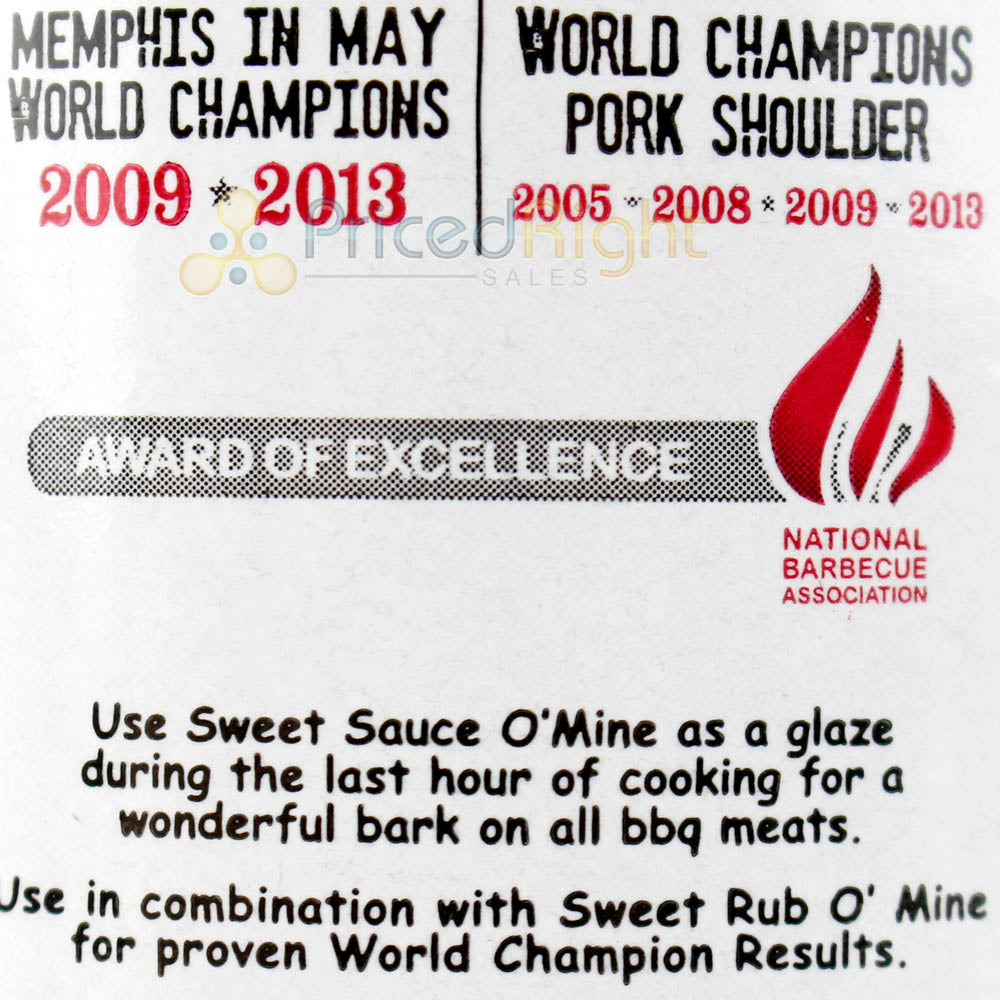 MEMPHIS IN MAY
WORLD CHAMPIONS
2009 * 2013
WORLD CHAMPIONS
PORK SHOULDER
2005 * 2008 * 2009 * 2013
PricedRight
SALES
AWARD OF EXCELLENCE
NATIONAL
BARBECUE
ASSOCIATION
Use Sweet Sauce O'Mine as a glaze
during the last hour of cooking for a
wonderful bark on all bbq meats.
Use in combination with Sweet Rub O' Mine
for proven World Champion Results.